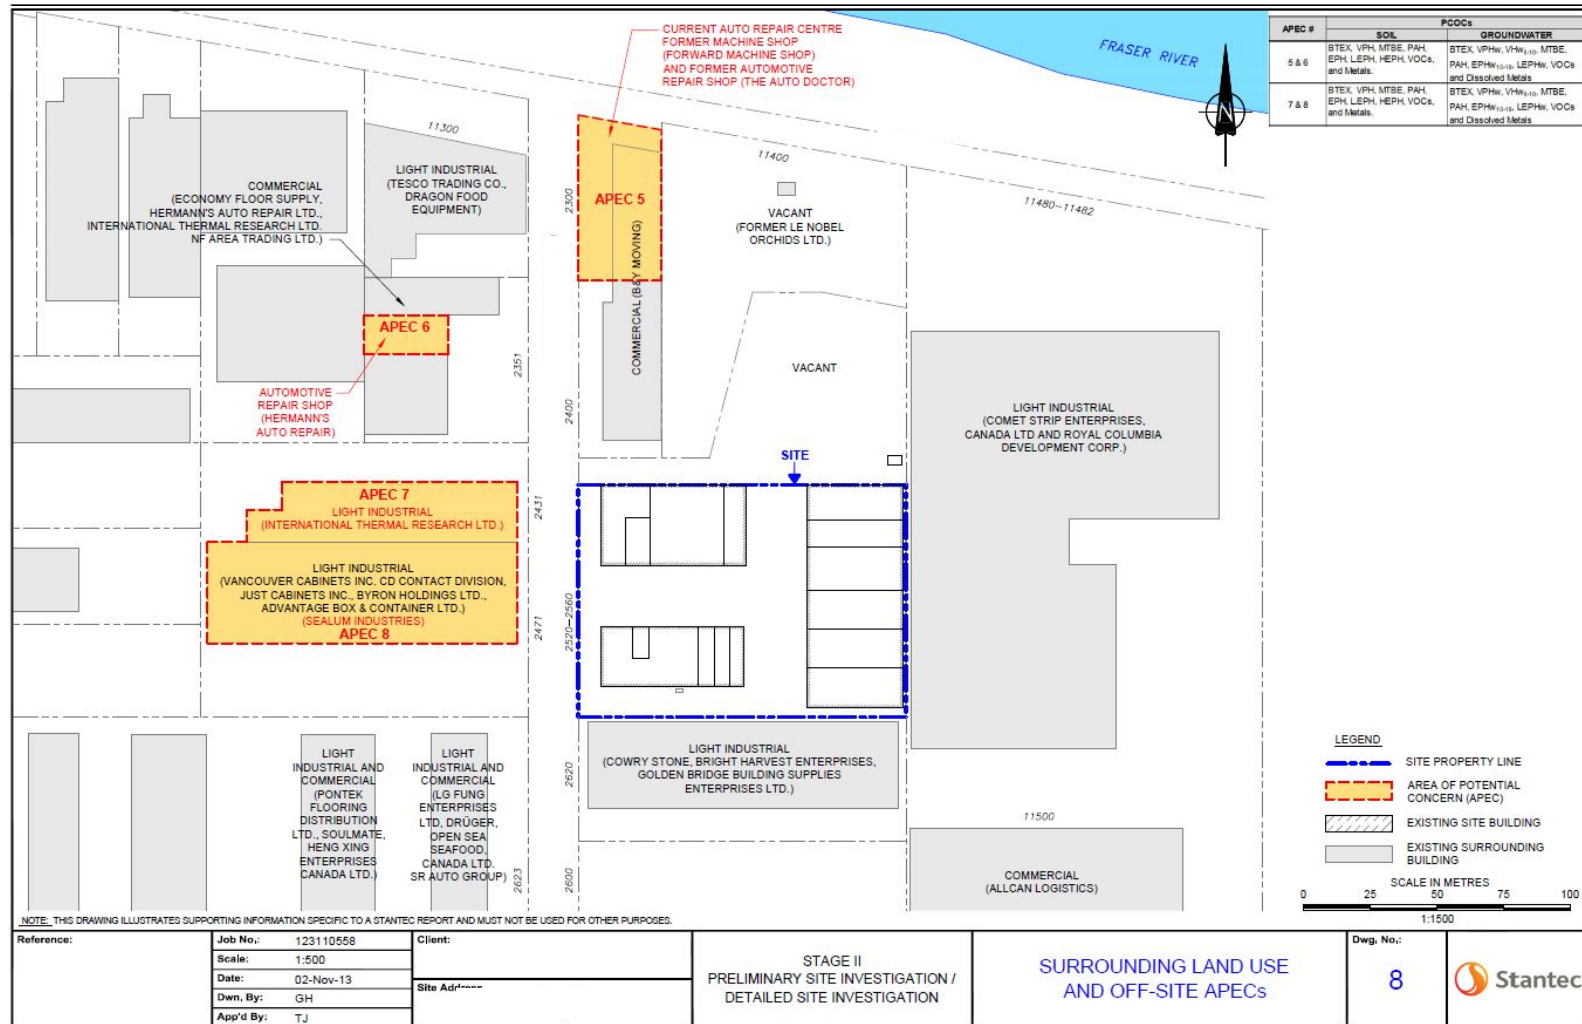 CURRENT AUTO REPAIR CENTRE
FORMER MACHINE SHOP
(FORWARD MACHINE SHOP)
AND FORMER AUTOMOTIVE
REPAIR SHOP (THE AUTO DOCTOR)
FRASER RIVER
N
APEC # PCOCs
SOIL GROUNDWATER
5 & 6
BTEX, VPH, MTBE, PAH,
EPH, LEPH, HEPH, VOCs,
and Metals.
BTEX, VPHw, VHw6-10, MTBE,
PAH, EPHw10-19, LEPHw, VOCs
and Dissolved Metals
7 & 8
BTEX, VPH, MTBE, PAH,
EPH, LEPH, HEPH, VOCs,
and Metals.
BTEX, VPHw, VHw6-10, MTBE,
PAH, EPHw10-19, LEPHw, VOCs
and Dissolved Metals
11300
11400
11480-11482
COMMERCIAL
(ECONOMY FLOOR SUPPLY,
HERMANN'S AUTO REPAIR LTD.,
INTERNATIONAL THERMAL RESEARCH LTD.
NF AREA TRADING LTD.)
LIGHT INDUSTRIAL
(TESCO TRADING CO.,
DRAGON FOOD
EQUIPMENT)
2300
APEC 5
COMMERCIAL (B&Y MOVING)
VACANT
(FORMER LE NOBEL
ORCHIDS LTD.)
APEC 6
2351
VACANT
AUTOMOTIVE
REPAIR SHOP
(HERMANN'S
AUTO REPAIR)
2400
LIGHT INDUSTRIAL
(COMET STRIP ENTERPRISES,
CANADA LTD AND ROYAL COLUMBIA
DEVELOPMENT CORP.)
SITE
APEC 7
LIGHT INDUSTRIAL
(INTERNATIONAL THERMAL RESEARCH LTD.)
2431
LIGHT INDUSTRIAL
(VANCOUVER CABINETS INC. CD CONTACT DIVISION,
JUST CABINETS INC., BYRON HOLDINGS LTD.,
ADVANTAGE BOX & CONTAINER LTD.)
(SEALUM INDUSTRIES)
APEC 8
2471
2520-2560
LIGHT
INDUSTRIAL AND
COMMERCIAL
(PONTEK
FLOORING
DISTRIBUTION
LTD., SOULMATE,
HENG XING
ENTERPRISES
CANADA LTD.)
LIGHT
INDUSTRIAL AND
COMMERCIAL
(LG FUNG
ENTERPRISES
LTD, DRÜGER,
OPEN SEA
SEAFOOD,
CANADA LTD.
SR AUTO GROUP)
2623
2620
2600
LIGHT INDUSTRIAL
(COWRY STONE, BRIGHT HARVEST ENTERPRISES,
GOLDEN BRIDGE BUILDING SUPPLIES
ENTERPRISES LTD.)
11500
COMMERCIAL
(ALLCAN LOGISTICS)
LEGEND
SITE PROPERTY LINE
AREA OF POTENTIAL
CONCERN (APEC)
EXISTING SITE BUILDING
EXISTING SURROUNDING
BUILDING
SCALE IN METRES
0 25 50 75 100
1:1500
NOTE: THIS DRAWING ILLUSTRATES SUPPORTING INFORMATION SPECIFIC TO A STANTEC REPORT AND MUST NOT BE USED FOR OTHER PURPOSES.
Reference:
Job No.: 123110558
Scale: 1:500
Date: 02-Nov-13
Dwn. By: GH
App'd By: TJ
Client:
Site Address
STAGE II
PRELIMINARY SITE INVESTIGATION /
DETAILED SITE INVESTIGATION
SURROUNDING LAND USE
AND OFF-SITE APECs
Dwg. No.:
8
Stantec